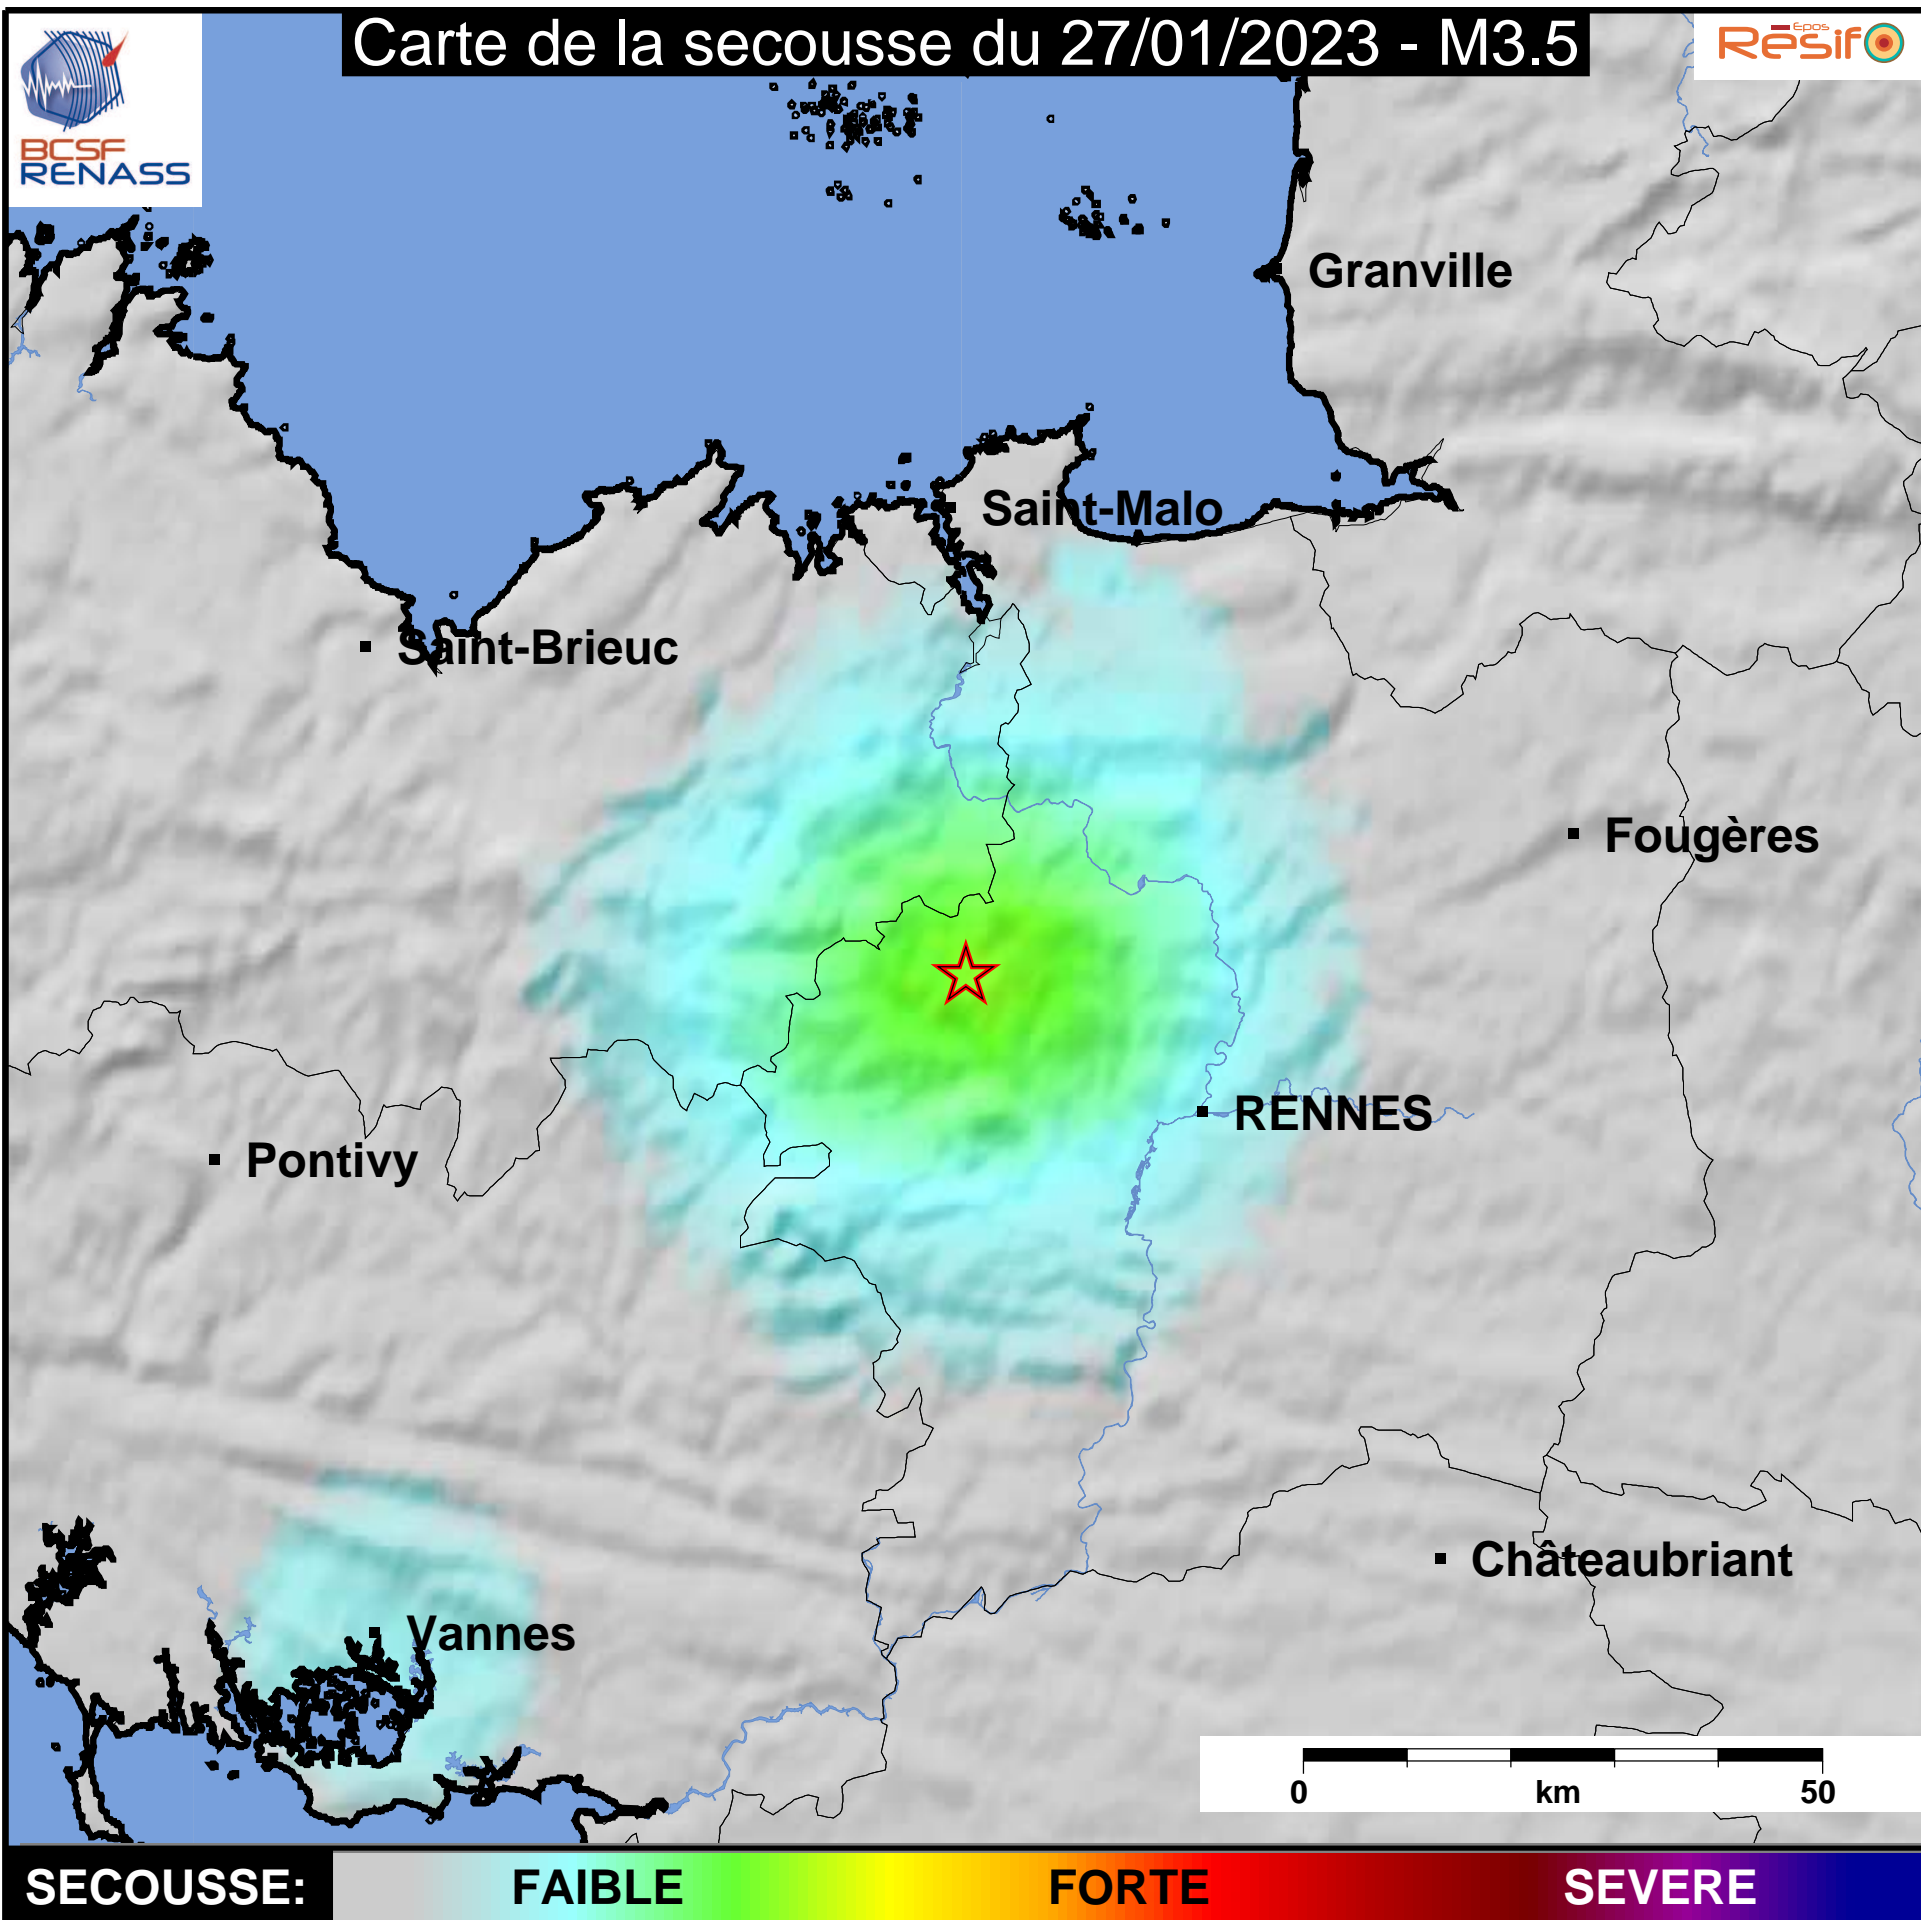 Carte de la secousse du 27/01/2023 - M3.5
BCSF
RENASS
Epos
Résif
Granville
Saint-Malo
Saint-Brieuc
Fougères
RENNES
Pontivy
Châteaubriant
Vannes
0 km 50
SECOUSSE: FAIBLE FORTE SEVERE